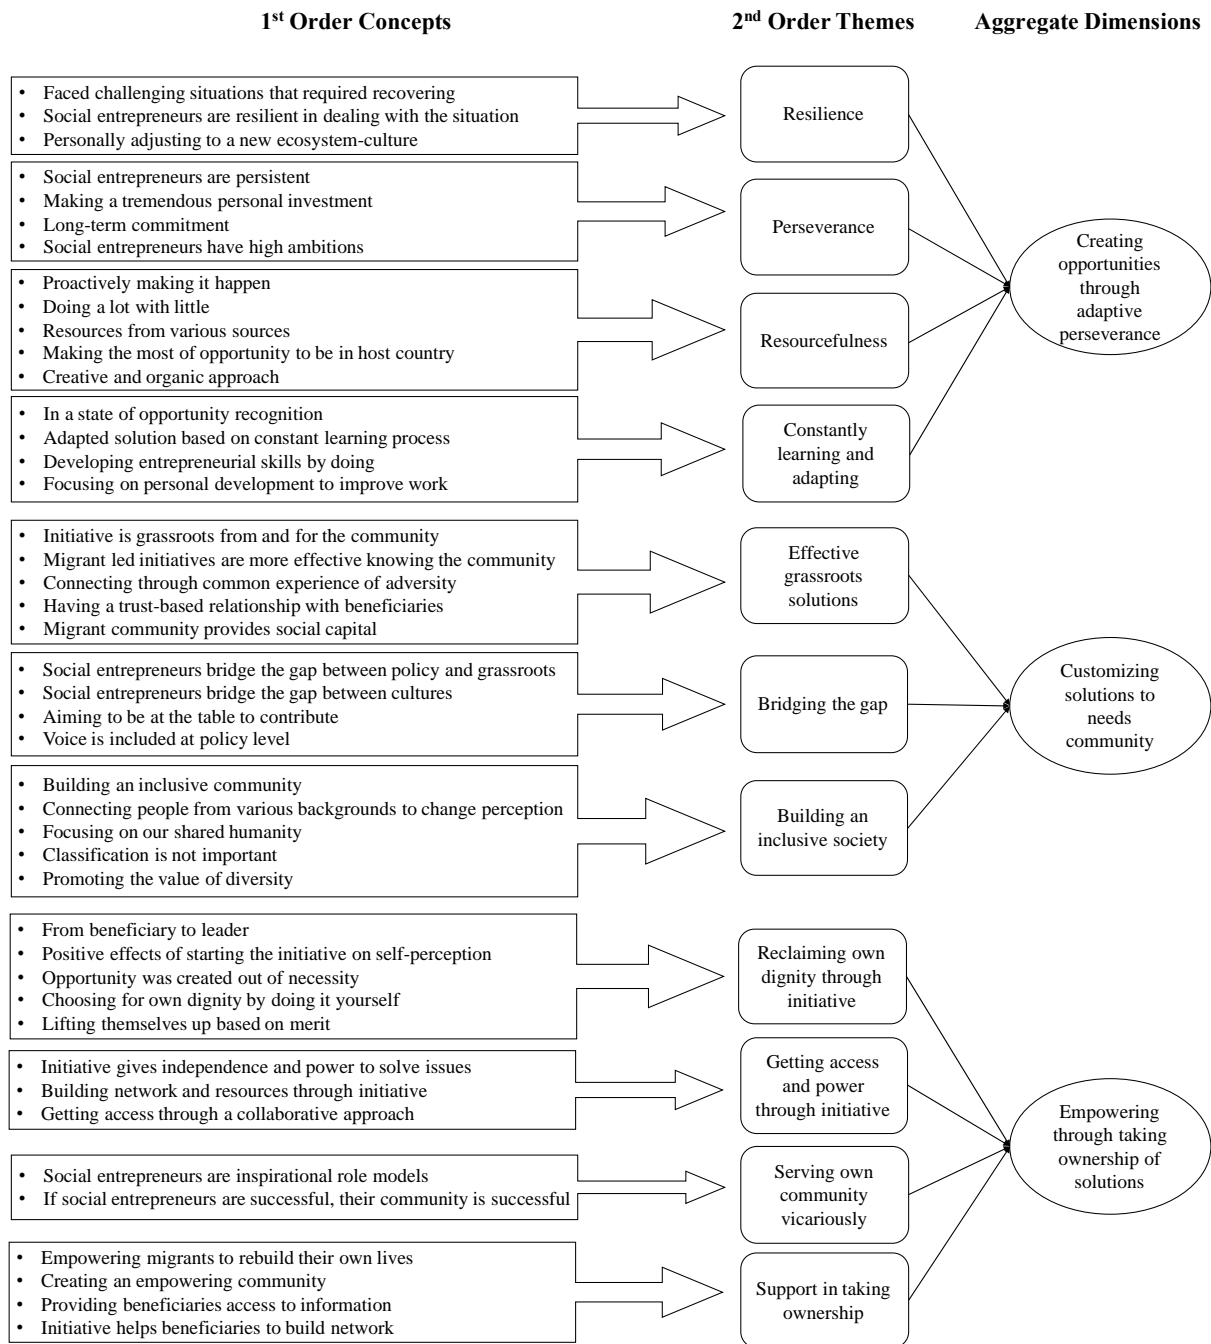 1st Order Concepts
2nd Order Themes
Aggregate Dimensions
• Faced challenging situations that required recovering
• Social entrepreneurs are resilient in dealing with the situation
• Personally adjusting to a new ecosystem-culture
Resilience
• Social entrepreneurs are persistent
• Making a tremendous personal investment
• Long-term commitment
• Social entrepreneurs have high ambitions
Perseverance
• Proactively making it happen
• Doing a lot with little
• Resources from various sources
• Making the most of opportunity to be in host country
• Creative and organic approach
Resourcefulness
• In a state of opportunity recognition
• Adapted solution based on constant learning process
• Developing entrepreneurial skills by doing
• Focusing on personal development to improve work
Constantly
learning and
adapting
Creating
opportunities
through
adaptive
perseverance
• Initiative is grassroots from and for the community
• Migrant led initiatives are more effective knowing the community
• Connecting through common experience of adversity
• Having a trust-based relationship with beneficiaries
• Migrant community provides social capital
Effective
grassroots
solutions
• Social entrepreneurs bridge the gap between policy and grassroots
• Social entrepreneurs bridge the gap between cultures
• Aiming to be at the table to contribute
• Voice is included at policy level
Bridging the gap
• Building an inclusive community
• Connecting people from various backgrounds to change perception
• Focusing on our shared humanity
• Classification is not important
• Promoting the value of diversity
Building an
inclusive society
Customizing
solutions to
needs
community
• From beneficiary to leader
• Positive effects of starting the initiative on self-perception
• Opportunity was created out of necessity
• Choosing for own dignity by doing it yourself
• Lifting themselves up based on merit
Reclaiming own
dignity through
initiative
• Initiative gives independence and power to solve issues
• Building network and resources through initiative
• Getting access through a collaborative approach
Getting access
and power
through initiative
• Social entrepreneurs are inspirational role models
• If social entrepreneurs are successful, their community is successful
Serving own
community
vicariously
• Empowering migrants to rebuild their own lives
• Creating an empowering community
• Providing beneficiaries access to information
• Initiative helps beneficiaries to build network
Support in taking
ownership
Empowering
through taking
ownership of
solutions